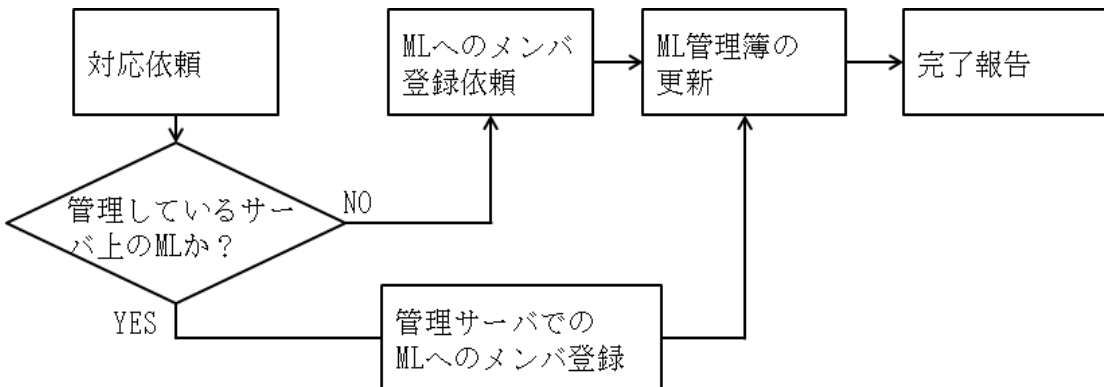 対応依頼
MLへのメンバ
登録依頼
ML管理簿の
更新
完了報告
管理しているサー
バ上のMLか？
NO
YES
管理サーバでの
MLへのメンバ登録